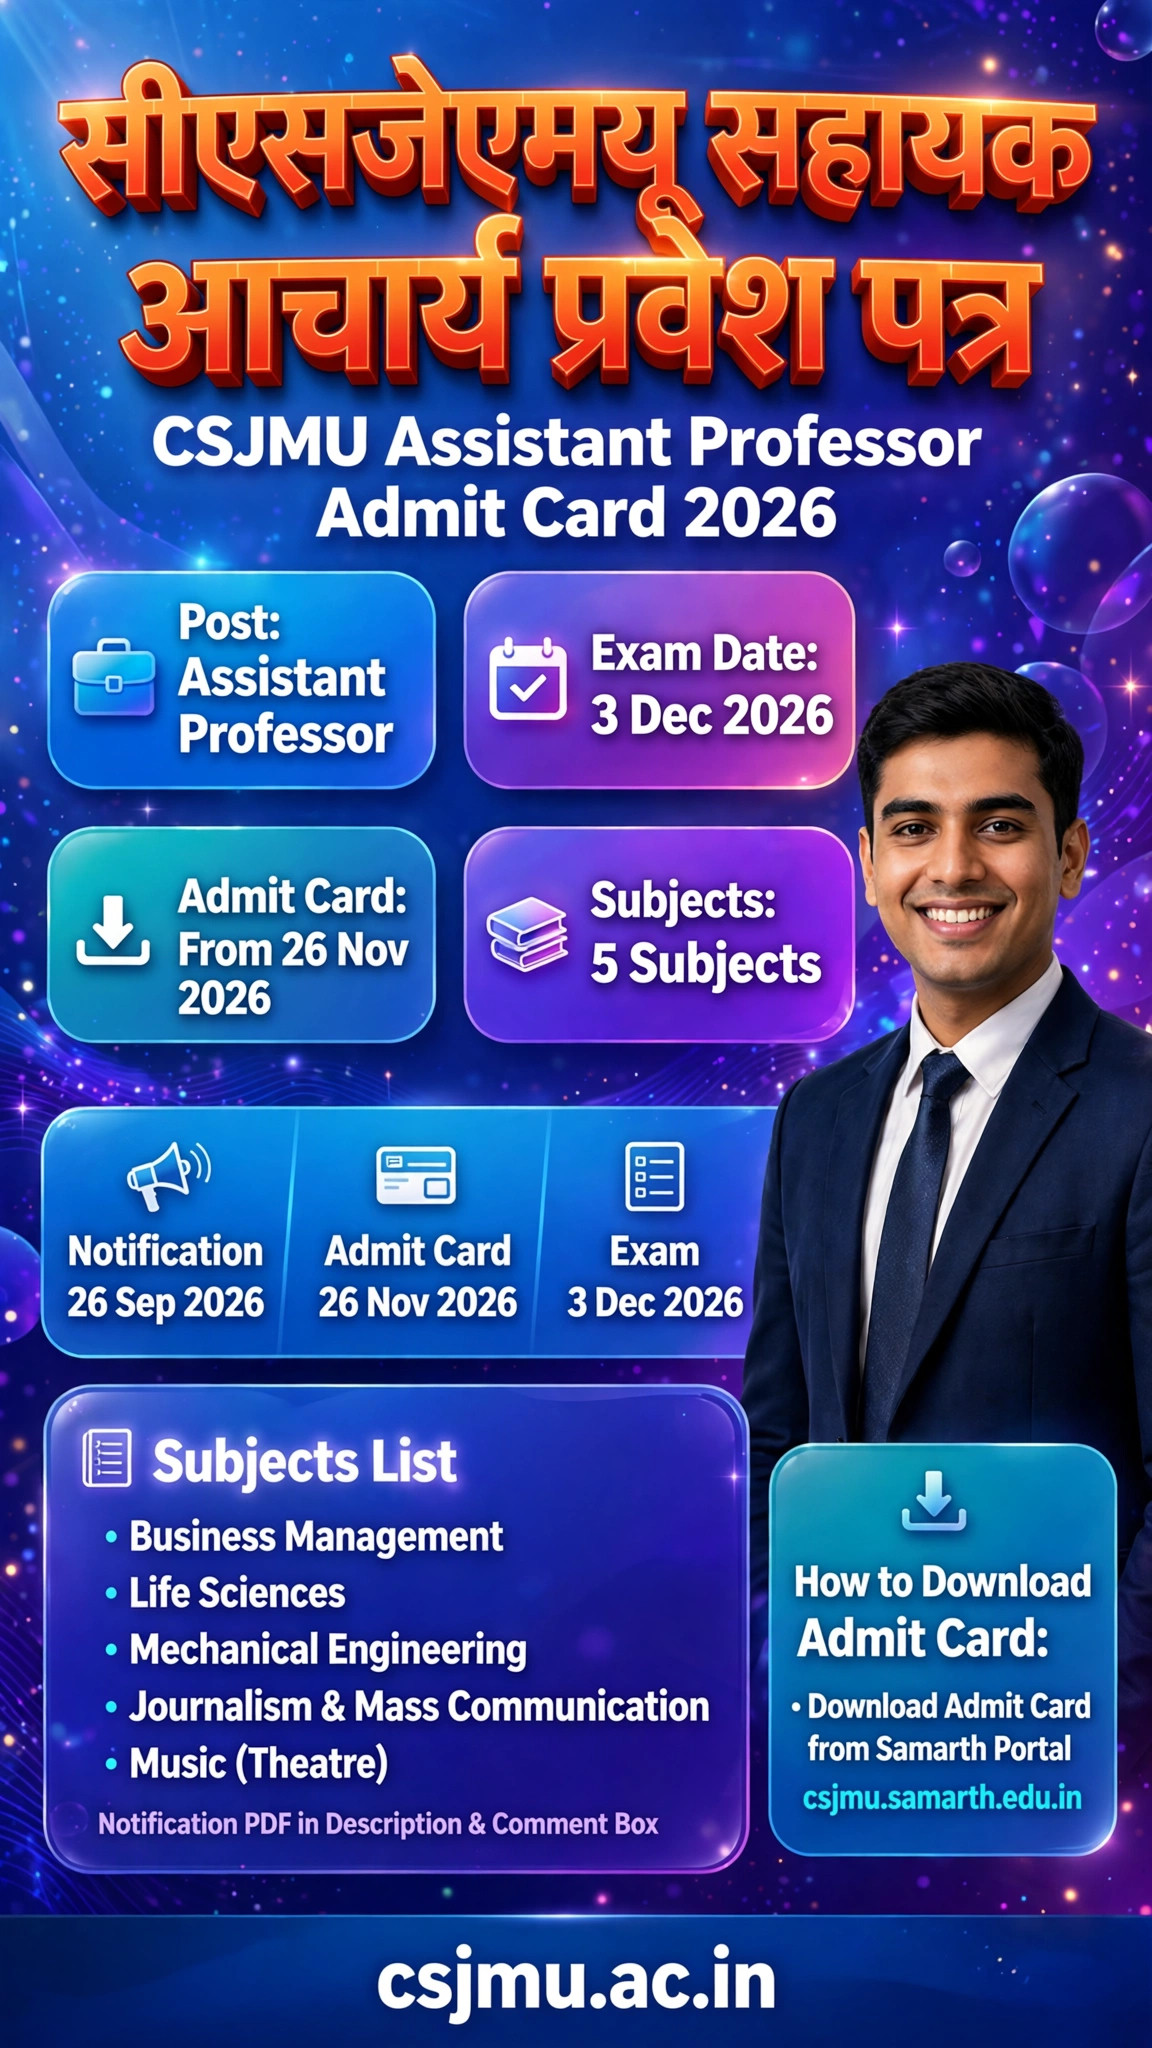 सीएसजेएमयू सहायक
आचार्य प्रवेश पत्र
CSJMU Assistant Professor
Admit Card 2026
Post:
Assistant
Professor
Exam Date:
3 Dec 2026
Admit Card:
From 26 Nov
2026
Subjects:
5 Subjects
Notification
26 Sep 2026
Admit Card
26 Nov 2026
Exam
3 Dec 2026
Subjects List
• Business Management
• Life Sciences
• Mechanical Engineering
• Journalism & Mass Communication
• Music (Theatre)
Notification PDF in Description & Comment Box
How to Download
Admit Card:
• Download Admit Card
from Samarth Portal
csjmu.samarth.edu.in
csjmu.ac.in